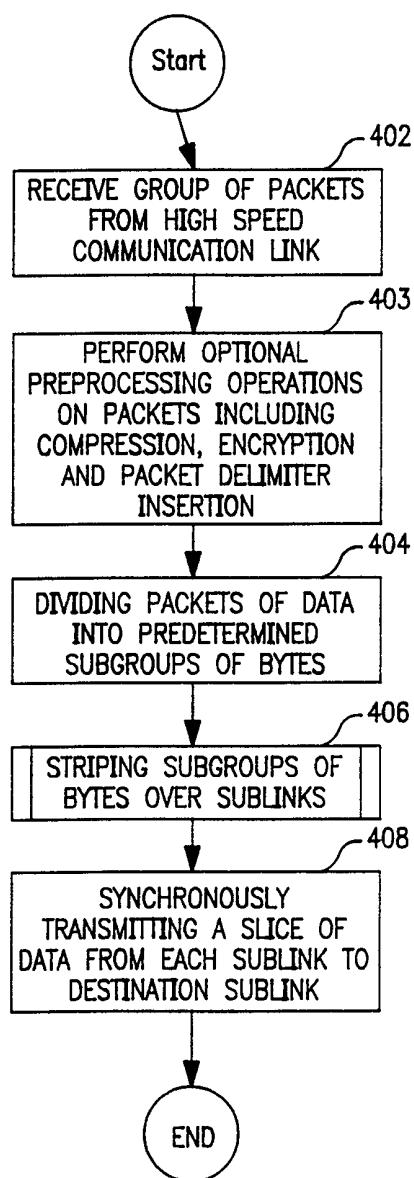 Start
402
RECEIVE GROUP OF PACKETS
FROM HIGH SPEED
COMMUNICATION LINK
403
PERFORM OPTIONAL
PREPROCESSING OPERATIONS
ON PACKETS INCLUDING
COMPRESSION, ENCRYPTION
AND PACKET DELIMITER
INSERTION
404
DIVIDING PACKETS OF DATA
INTO PREDETERMINED
SUBGROUPS OF BYTES
406
STRIPING SUBGROUPS OF
BYTES OVER SUBLINKS
408
SYNCHRONOUSLY
TRANSMITTING A SLICE OF
DATA FROM EACH SUBLINK TO
DESTINATION SUBLINK
END